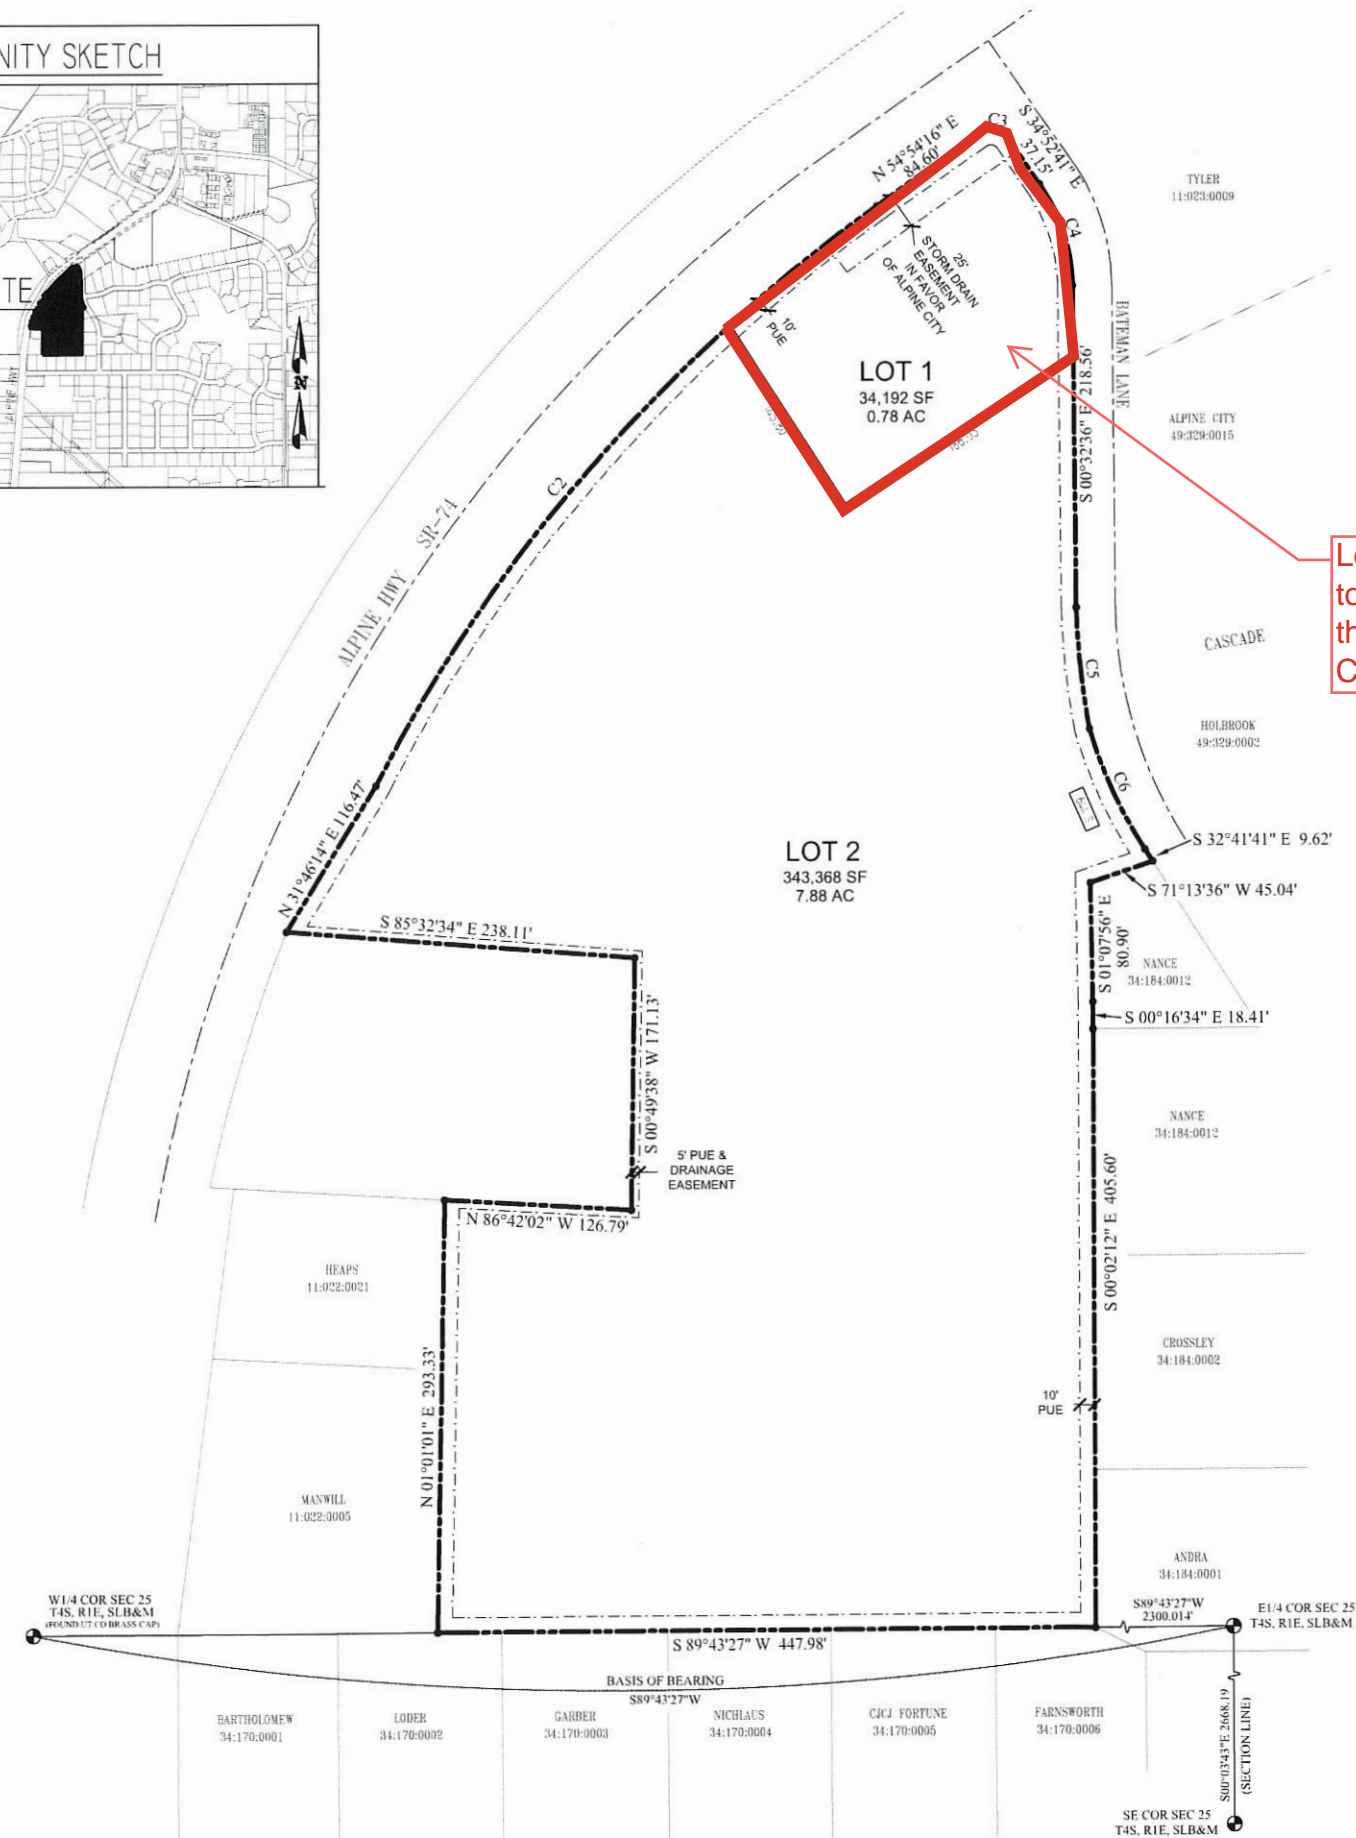 NITY SKETCH
TE
ALPINE HWY
N
C3
S 34°52'41" E
37.15'
N 54°54'16" E
84.60'
C4
TYLER
11:023:0009
25'
STORM DRAIN
EASEMENT
IN FAVOR
OF ALPINE CITY
10'
PUE
LOT 1
34,192 SF
0.78 AC
BATEMAN LANE
S 00°32'36" E 218.56'
ALPINE CITY
49:329:0015
C2
ALPINE HWY SR-74
CASCADE
C5
HOLBROOK
49:329:0002
C6
S 32°41'41" E 9.62'
S 71°13'36" W 45.04'
LOT 2
343,368 SF
7.88 AC
N 31°46'14" E 116.47'
S 85°32'34" E 238.11'
S 01°07'56" E
80.90'
NANCE
34:184:0012
S 00°16'34" E 18.41'
S 00°49'38" W 171.13'
NANCE
34:184:0012
5' PUE &
DRAINAGE
EASEMENT
N 86°42'02" W 126.79'
S 00°02'12" E 405.60'
HEAPS
11:022:0021
CROSSLEY
34:184:0002
N 01°01'01" E 293.33'
10'
PUE
MANWILL
11:022:0005
ANDRA
34:184:0001
W1/4 COR SEC 25
T4S, R1E, SLB&M
(FOUND UT CO BRASS CAP)
S89°43'27"W
2300.014'
E1/4 COR SEC 25
T4S, R1E, SLB&M
S 89°43'27" W 447.98'
BASIS OF BEARING
S89°43'27"W
BARTHOLOMEW
34:170:0001
LODER
34:170:0002
GARBER
34:170:0003
NICHLAUS
34:170:0004
CJCJ FORTUNE
34:170:0005
FARNSWORTH
34:170:0006
S00°03'43"E 2668.19
(SECTION LINE)
SE COR SEC 25
T4S, R1E, SLB&M